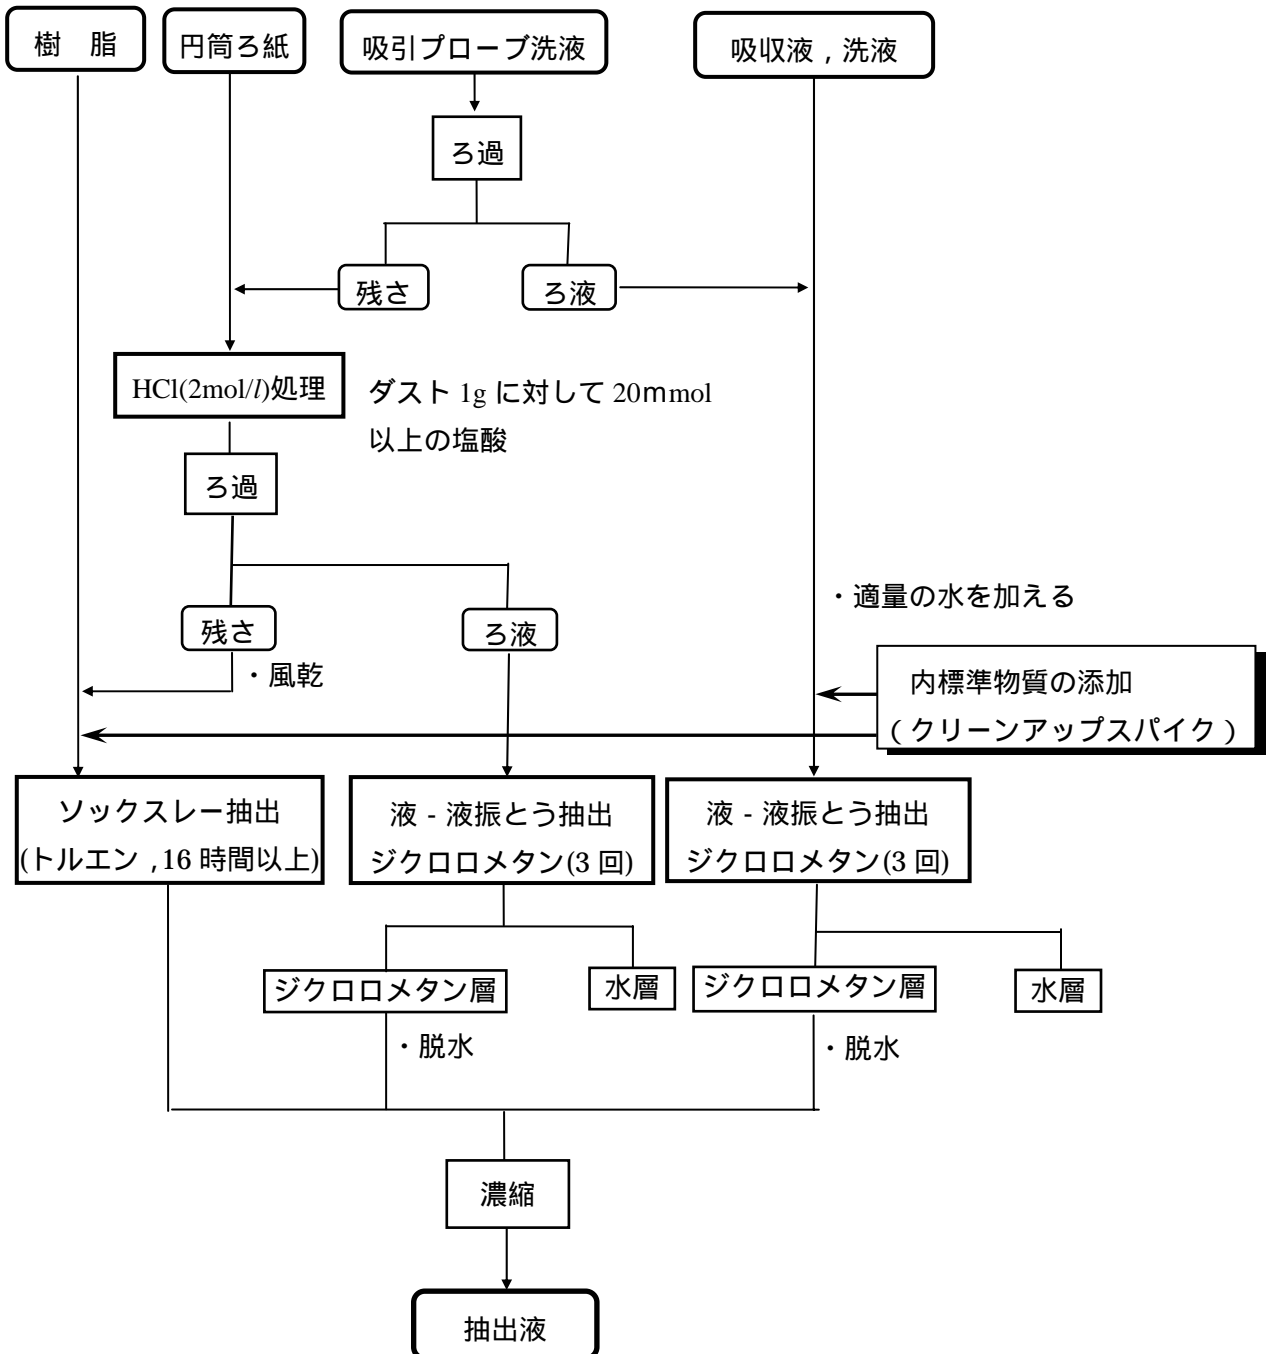 樹　脂
円筒ろ紙
吸引プローブ洗液
吸収液，洗液
ろ過
残さ
ろ液
HCl(2mol/l)処理
ダスト 1g に対して 20mmol
以上の塩酸
ろ過
・適量の水を加える
残さ
ろ液
・風乾
内標準物質の添加
（クリーンアップスパイク）
ソックスレー抽出
(トルエン，16 時間以上)
液 - 液振とう抽出
ジクロロメタン(3 回)
液 - 液振とう抽出
ジクロロメタン(3 回)
ジクロロメタン層
水層
ジクロロメタン層
水層
・脱水
・脱水
濃縮
抽出液